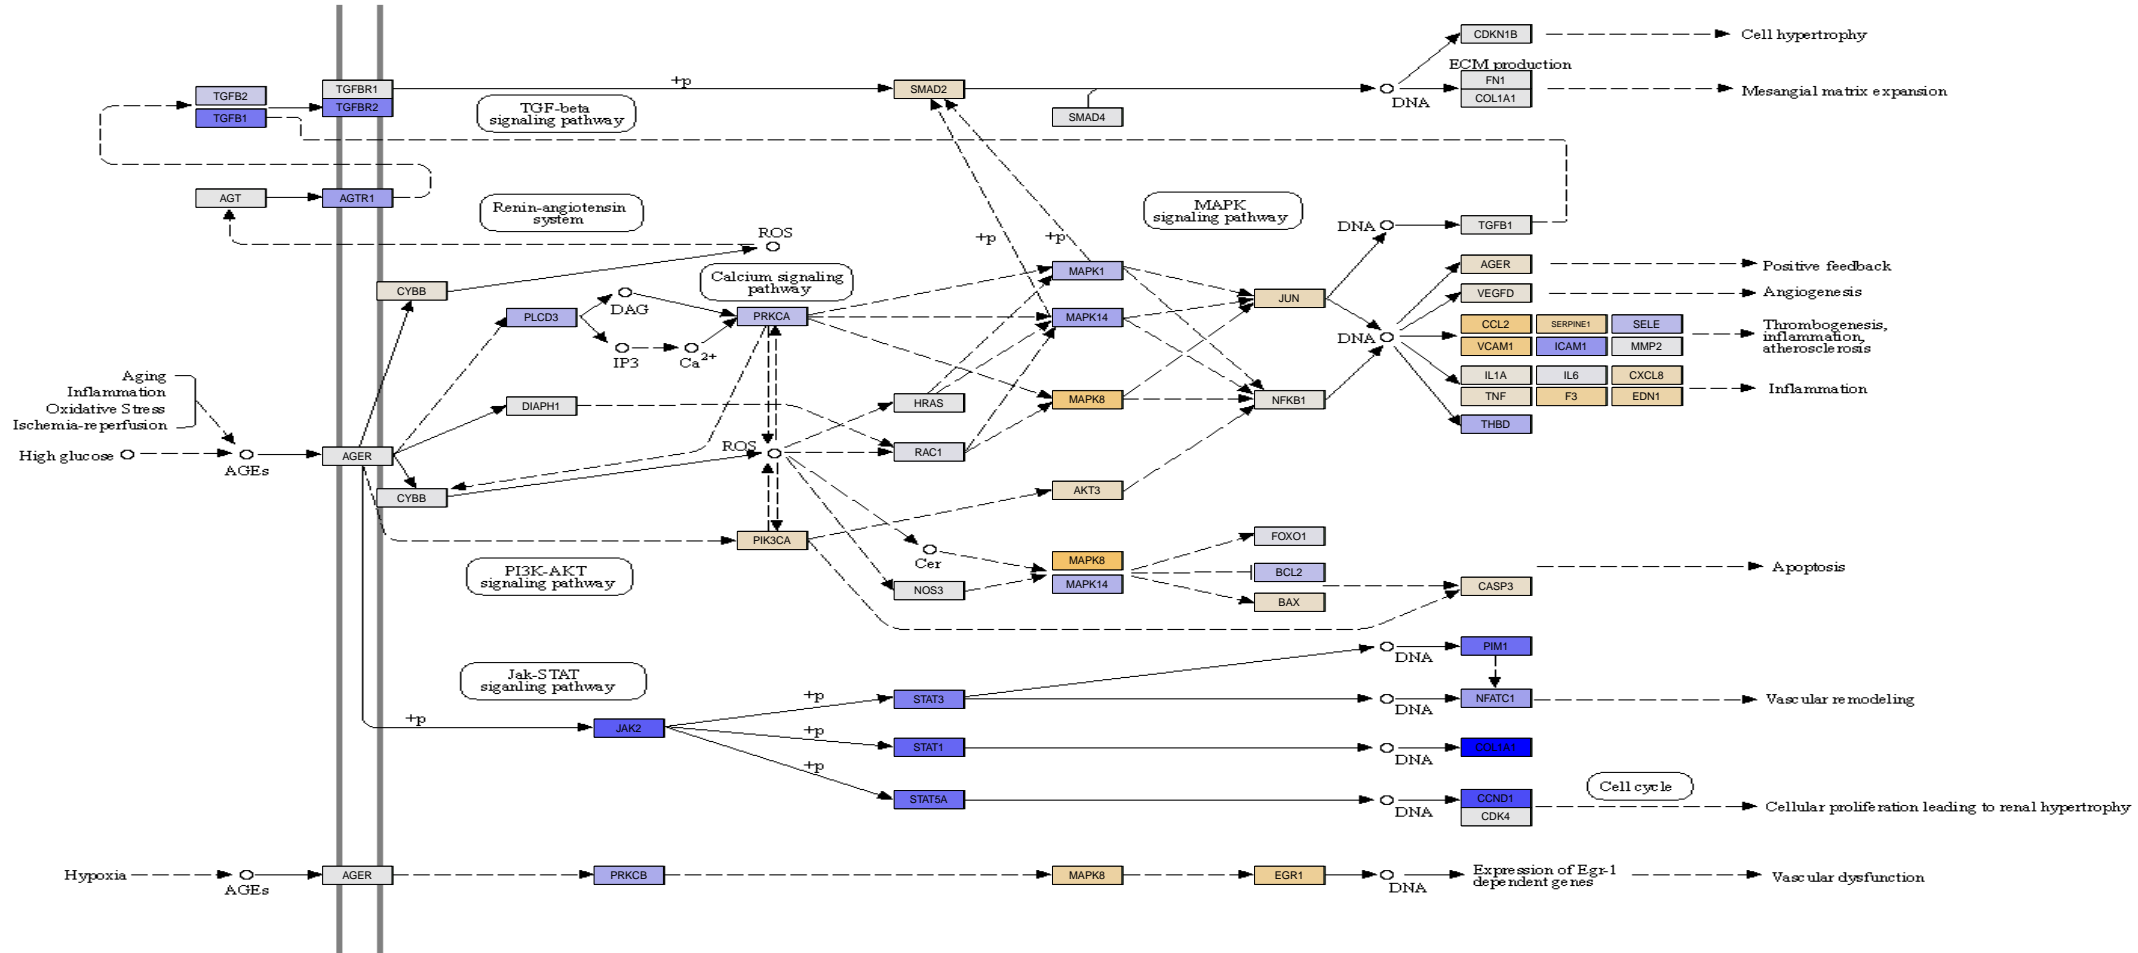 CDKN1B
Cell hypertrophy
ECM production
TGFBR1
+p
SMAD2
FN1
DNA
Mesangial matrix expansion
TGFB2
TGFBR2
COL1A1
TGFB1
TGF-beta
signaling pathway
SMAD4
AGT
AGTR1
Renin-angiotensin
system
MAPK
signaling pathway
ROS
+p
+p
DNA
TGFB1
CYBB
Calcium signaling
pathway
MAPK1
AGER
Positive feedback
DAG
JUN
VEGFD
Angiogenesis
PLCD3
PRKCA
MAPK14
IP3
Ca2+
DNA
CCL2
SERPINE1
SELE
Thrombogenesis,
inflammation,
atherosclerosis
VCAM1
ICAM1
MMP2
IL1A
IL6
CXCL8
Inflammation
TNF
F3
EDN1
THBD
Aging
Inflammation
Oxidative Stress
Ischemia-reperfusion
High glucose
AGEs
AGER
DIAPH1
HRAS
MAPK8
NFKB1
ROS
RAC1
CYBB
AKT3
PIK3CA
Cer
PI3K-AKT
signaling pathway
NOS3
MAPK8
MAPK14
FOXO1
BCL2
BAX
CASP3
Apoptosis
Jak-STAT
siganling pathway
DNA
PIM1
+p
JAK2
+p
STAT3
DNA
NFATC1
Vascular remodeling
+p
STAT1
DNA
COL1A1
+p
STAT5A
DNA
CCND1
CDK4
Cell cycle
Cellular proliferation leading to renal hypertrophy
Hypoxia
AGEs
AGER
PRKCB
MAPK8
EGR1
DNA
Expression of Egr-1
dependent genes
Vascular dysfunction